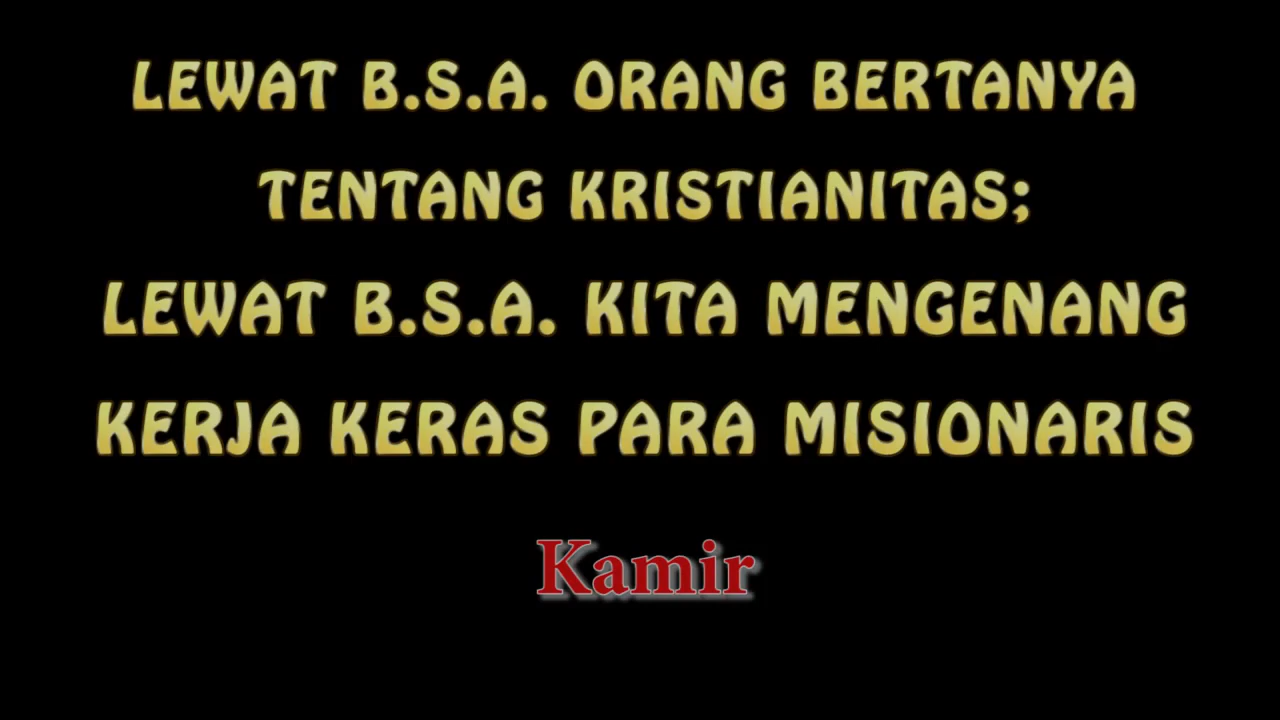 LEWAT B.S.A. ORANG BERTANYA
TENTANG KRISTIANITAS;
LEWAT B.S.A. KITA MENGENANG
KERJA KERAS PARA MISIONARIS
Kamir